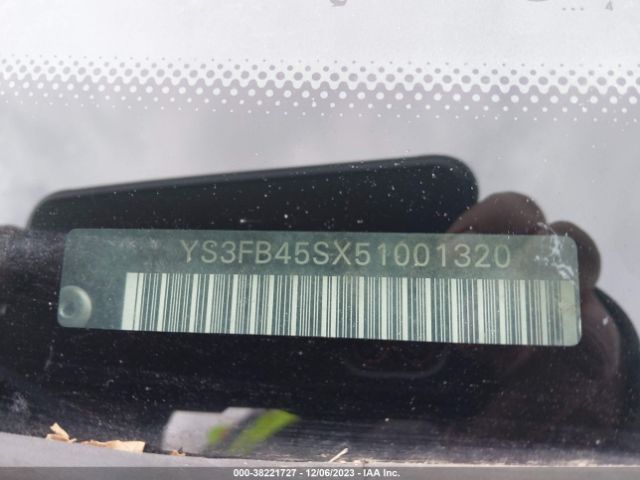 YS3FB45SX51001320
000-38221727 - 12/06/2023 - IAA Inc.